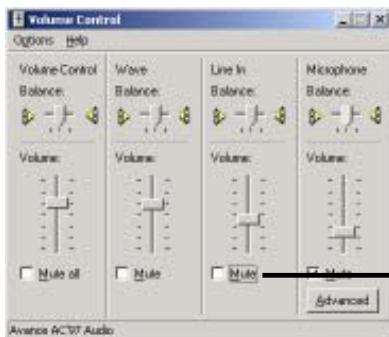 Volume Control
Options Help
Volume Control Wave Line In Microphone
Balance: Balance: Balance: Balance:
Volume: Volume: Volume: Volume:
Mute all Mute Mute Mute
Advanced
Avance AC'97 Audio